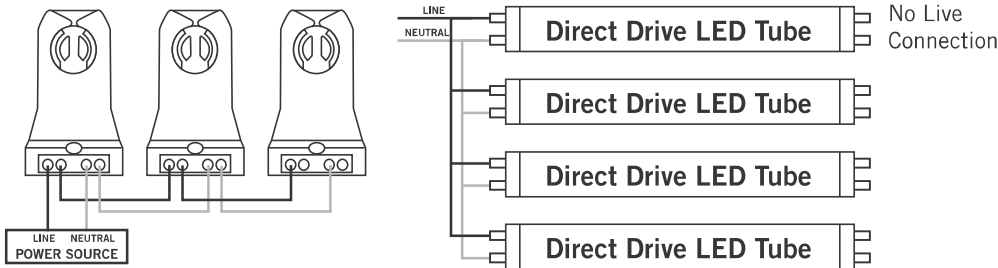 LINE
NEUTRAL
Direct Drive LED Tube
No Live
Connection
Direct Drive LED Tube
Direct Drive LED Tube
Direct Drive LED Tube
LINE NEUTRAL
POWER SOURCE